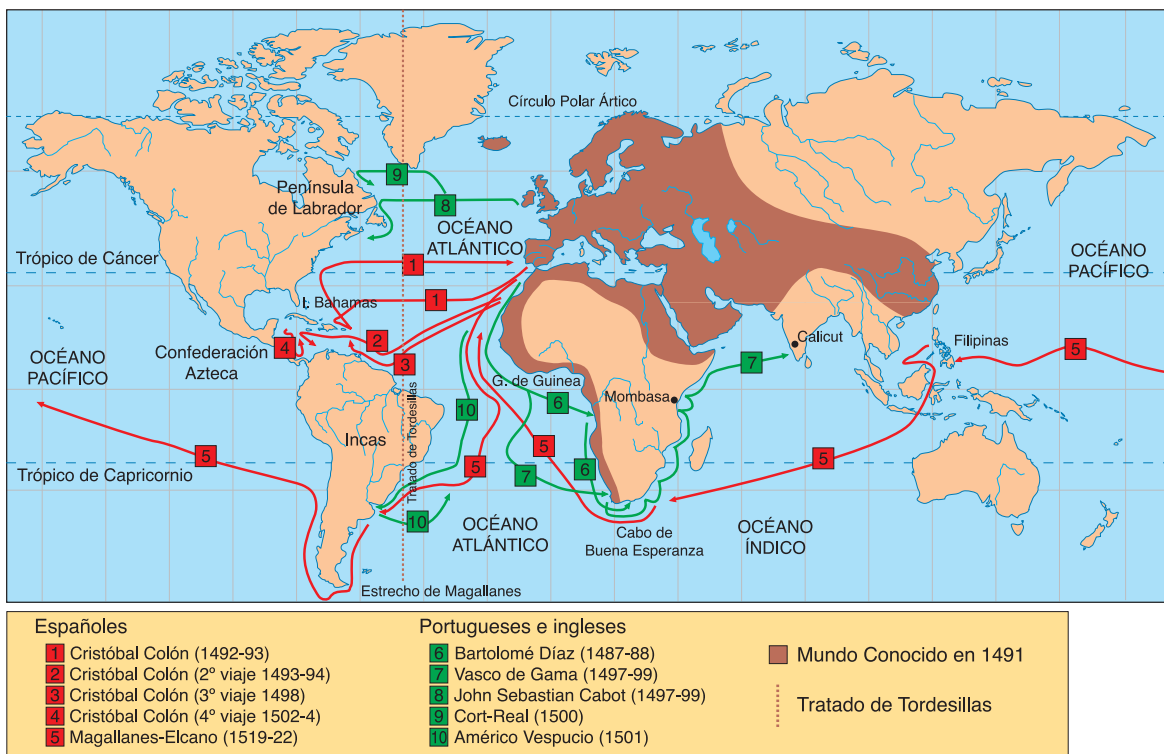 Círculo Polar Ártico
9
Península
de Labrador
8
OCÉANO
ATLÁNTICO
Trópico de Cáncer
1
OCÉANO
PACÍFICO
I. Bahamas
1
2
4
Confederación
Azteca
3
OCÉANO
PACÍFICO
Calicut
Filipinas
5
7
G. de Guinea
6
Mombasa
10
Tratado de Tordesillas
Incas
5
5
5
Trópico de Capricornio
5
6
7
10
OCÉANO
ATLÁNTICO
Cabo de
Buena Esperanza
OCÉANO
ÍNDICO
Estrecho de Magallanes
Españoles
1 Cristóbal Colón (1492-93)
2 Cristóbal Colón (2º viaje 1493-94)
3 Cristóbal Colón (3º viaje 1498)
4 Cristóbal Colón (4º viaje 1502-4)
5 Magallanes-Elcano (1519-22)
Portugueses e ingleses
6 Bartolomé Díaz (1487-88)
7 Vasco de Gama (1497-99)
8 John Sebastian Cabot (1497-99)
9 Cort-Real (1500)
10 Américo Vespucio (1501)
Mundo Conocido en 1491
Tratado de Tordesillas